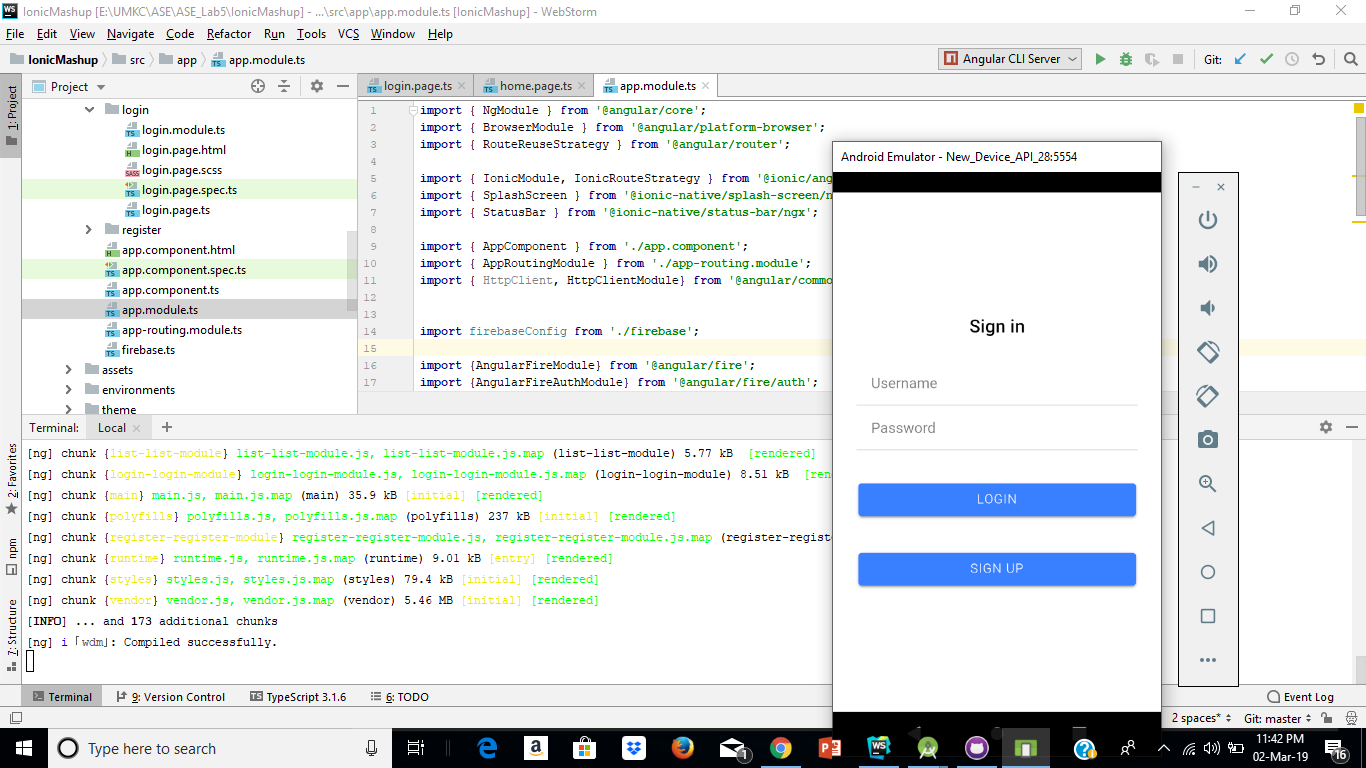 IonicMashup [E:\UMKC\ASE\ASE_Lab5\IonicMashup] - ...\src\app\app.module.ts [IonicMashup] - WebStorm
File Edit View Navigate Code Refactor Run Tools VCS Window Help
IonicMashup src app app.module.ts Angular CLI Server Git:
1: Project
Project
login
login.module.ts
login.page.html
login.page.scss
login.page.spec.ts
login.page.ts
register
app.component.html
app.component.spec.ts
app.component.ts
app.module.ts
app-routing.module.ts
firebase.ts
assets
environments
theme
login.page.ts home.page.ts app.module.ts
1 import { NgModule } from '@angular/core';
2 import { BrowserModule } from '@angular/platform-browser';
3 import { RouteReuseStrategy } from '@angular/router';
4
5 import { IonicModule, IonicRouteStrategy } from '@ionic/ang
6 import { SplashScreen } from '@ionic-native/splash-screen/n
7 import { StatusBar } from '@ionic-native/status-bar/ngx';
8
9 import { AppComponent } from './app.component';
10 import { AppRoutingModule } from './app-routing.module';
11 import { HttpClient, HttpClientModule} from '@angular/commo
12
13
14 import firebaseConfig from './firebase';
15
16 import {AngularFireModule} from '@angular/fire';
17 import {AngularFireAuthModule} from '@angular/fire/auth';
Android Emulator - New_Device_API_28:5554
Sign in
Username
Password
LOGIN
SIGN UP
2: Favorites
npm
7: Structure
Terminal: Local
[ng] chunk {list-list-module} list-list-module.js, list-list-module.js.map (list-list-module) 5.77 kB [rendered]
[ng] chunk {login-login-module} login-login-module.js, login-login-module.js.map (login-login-module) 8.51 kB [ren
[ng] chunk {main} main.js, main.js.map (main) 35.9 kB [initial] [rendered]
[ng] chunk {polyfills} polyfills.js, polyfills.js.map (polyfills) 237 kB [initial] [rendered]
[ng] chunk {register-register-module} register-register-module.js, register-register-module.js.map (register-regist
[ng] chunk {runtime} runtime.js, runtime.js.map (runtime) 9.01 kB [entry] [rendered]
[ng] chunk {styles} styles.js, styles.js.map (styles) 79.4 kB [initial] [rendered]
[ng] chunk {vendor} vendor.js, vendor.js.map (vendor) 5.46 MB [initial] [rendered]
[INFO] ... and 173 additional chunks
[ng] i ｢wdm｣: Compiled successfully.
Terminal 9: Version Control TypeScript 3.1.6 6: TODO Event Log
2 spaces* Git: master
Type here to search
1
11:42 PM
02-Mar-19
16